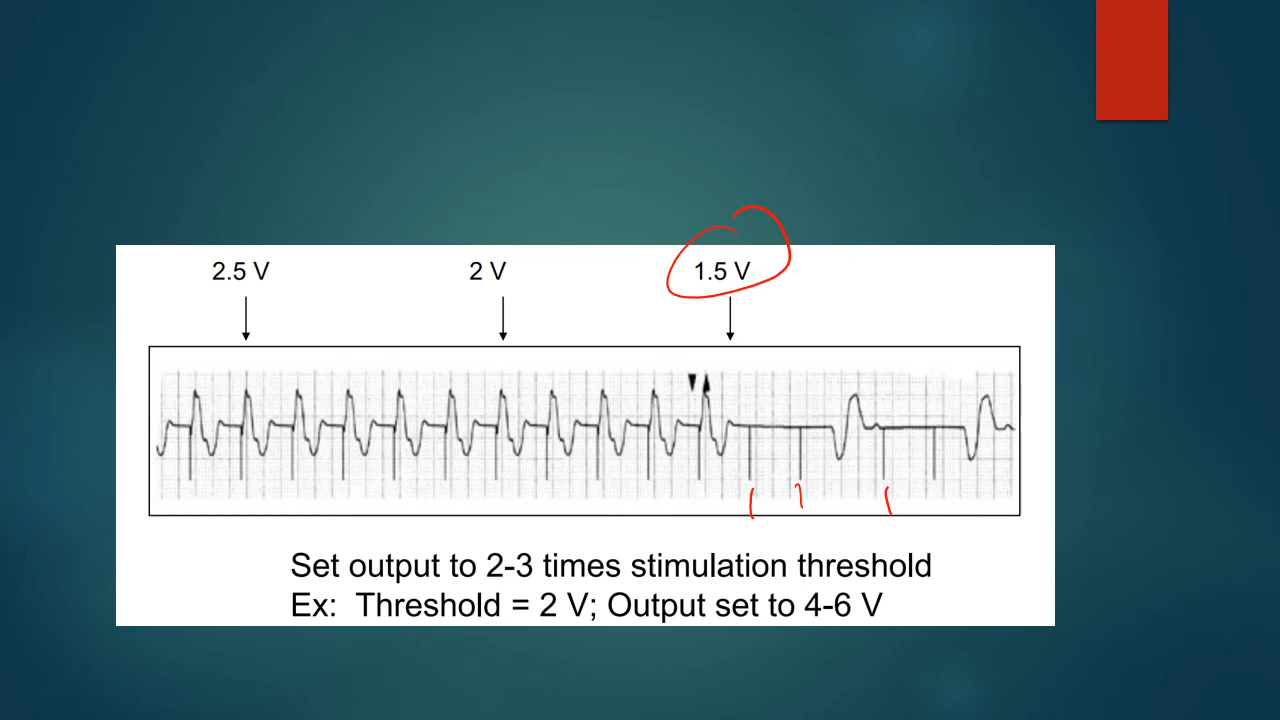 2.5 V 2 V 1.5 V
Set output to 2-3 times stimulation threshold
Ex: Threshold = 2 V; Output set to 4-6 V